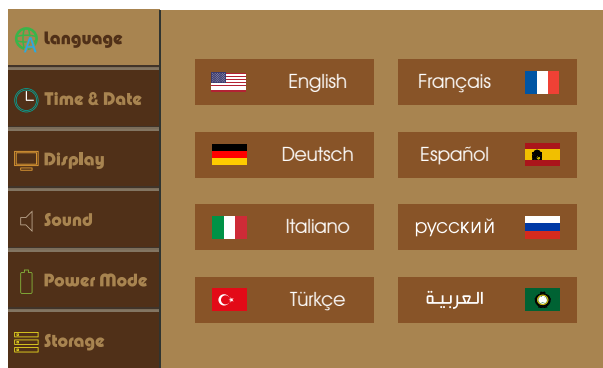 Language
Time & Date
Display
Sound
Power Mode
Storage
English
Français
Deutsch
Español
Italiano
русский
Türkçe
العربية